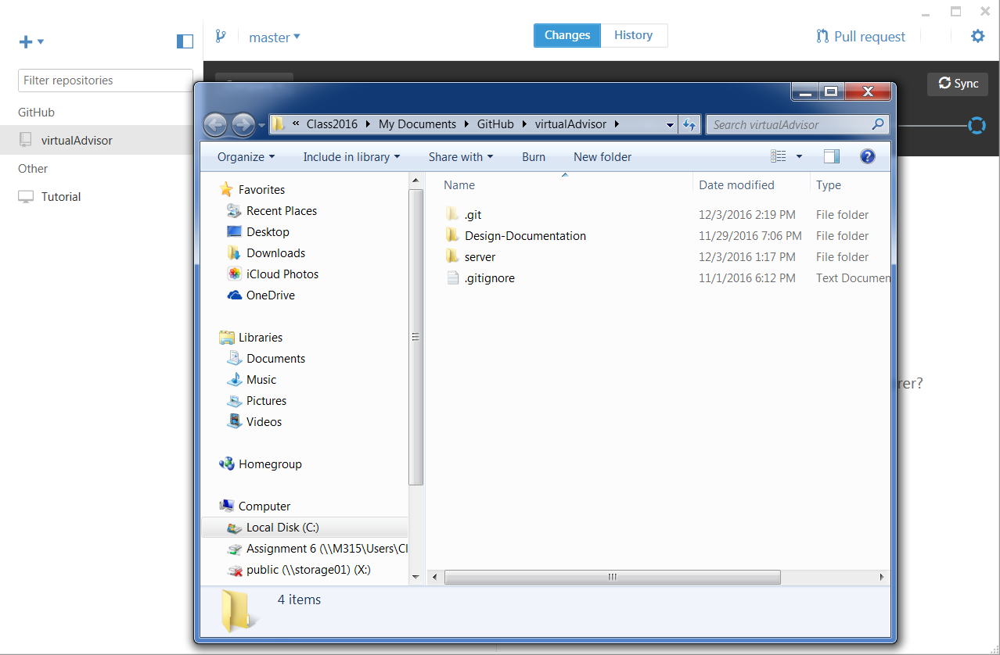 master
Changes
History
Pull request
Filter repositories
GitHub
virtualAdvisor
Other
Tutorial
Sync
« Class2016 My Documents GitHub virtualAdvisor
Search virtualAdvisor
Organize Include in library Share with Burn New folder
Favorites
Recent Places
Desktop
Downloads
iCloud Photos
OneDrive
Libraries
Documents
Music
Pictures
Videos
Homegroup
Computer
Local Disk (C:)
Assignment 6 (\\M315\Users\Cl
public (\\storage01) (X:)
Name Date modified Type
.git 12/3/2016 2:19 PM File folder
Design-Documentation 11/29/2016 7:06 PM File folder
server 12/3/2016 1:17 PM File folder
.gitignore 11/1/2016 6:12 PM Text Documen
4 items
rer?